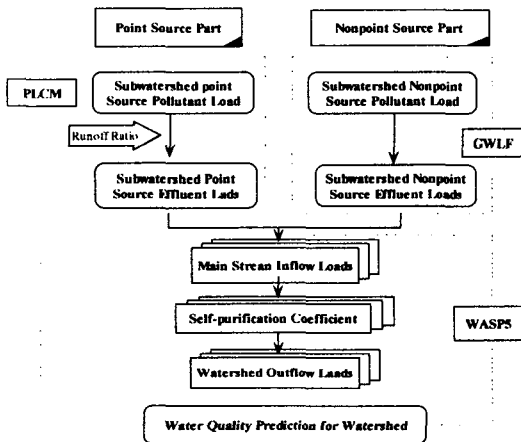 Point Source Part
Nonpoint Source Part
PLCM
Subwatershed point
Source Pollutant Load
Subwatershed Nonpoint
Source Pollutant Load
Runoff Ratio
GWLF
Subwatershed Point
Source Effluent Lads
Subwatershed Nonpoint
Source Effluent Loads
Main Strean Inflow Loads
Self-purification Coefficient
WASP5
Watershed Outflow Laads
Water Quality Prediction for Watershed